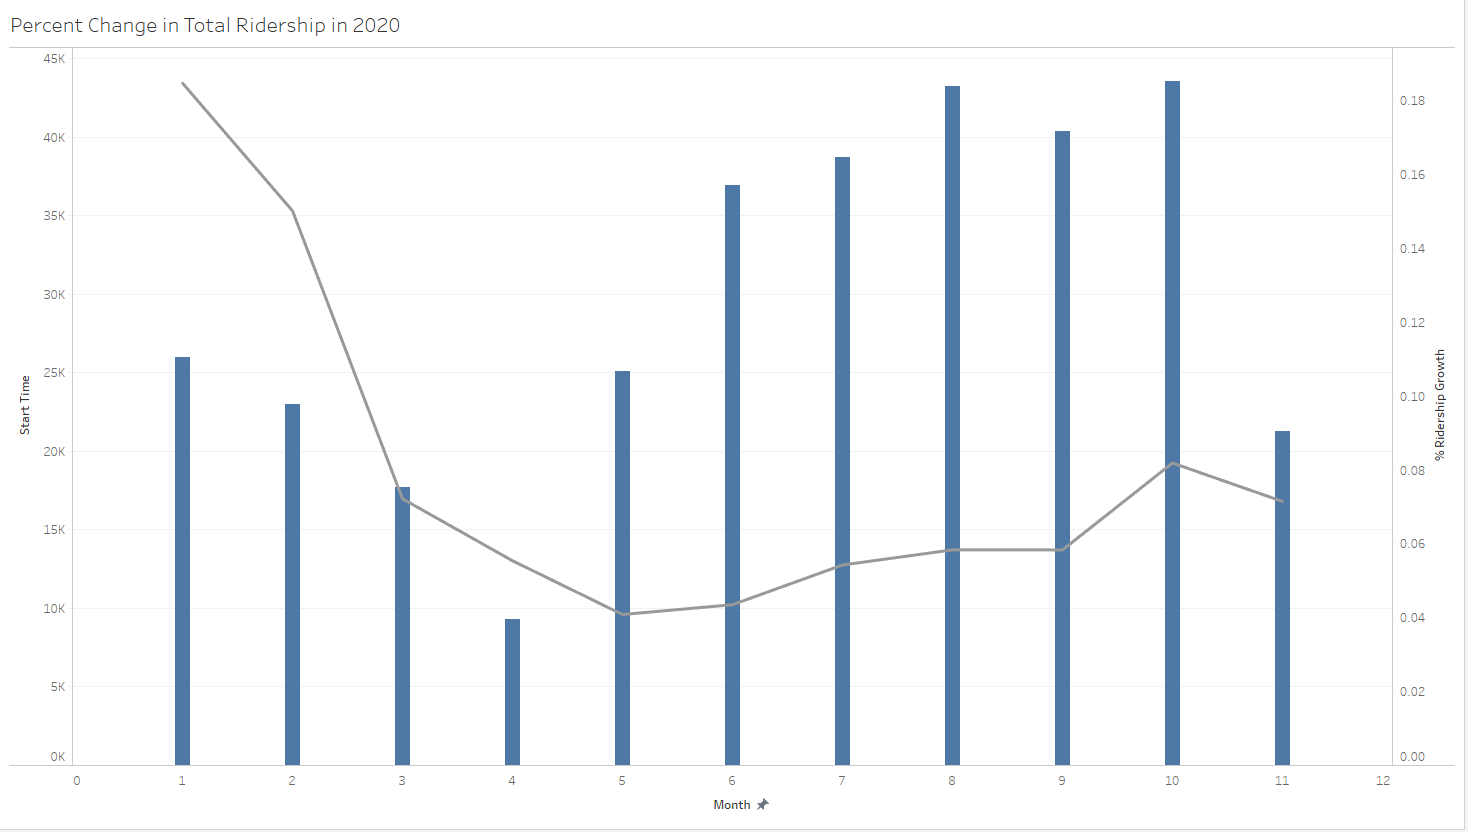 Percent Change in Total Ridership in 2020
45K
40K
35K
30K
25K
20K
15K
10K
5K
0K
Start Time
0.18
0.16
0.14
0.12
0.10
0.08
0.06
0.04
0.02
0.00
% Ridership Growth
0 1 2 3 4 5 6 7 8 9 10 11 12
Month